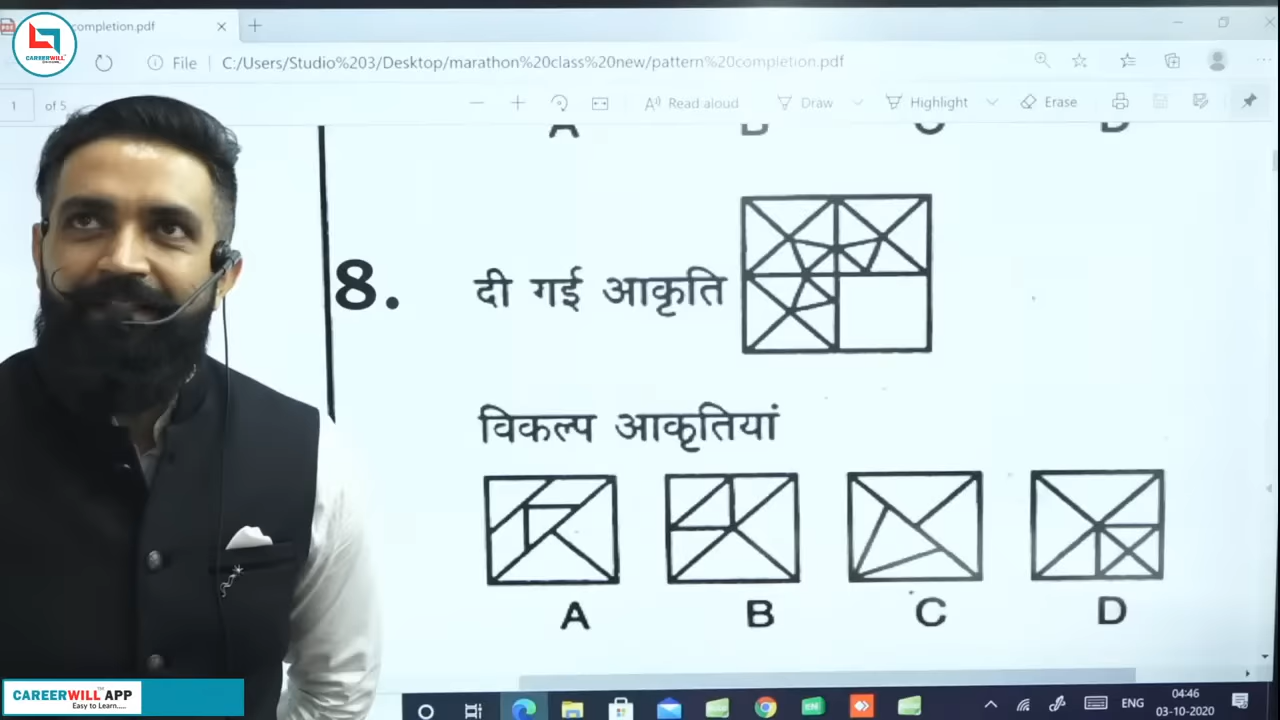 completion.pdf
CAREERWILL
File
C:/Users/Studio%203/Desktop/marathon%20class%20new/pattern%20completion.pdf
1 of 5
Read aloud
Draw
Highlight
Erase
A B C D
8. दी गई आकृति
विकल्प आकृतियां
A B C D
CAREERWILL APP
Easy to Learn.....
ENG
04:46
03-10-2020